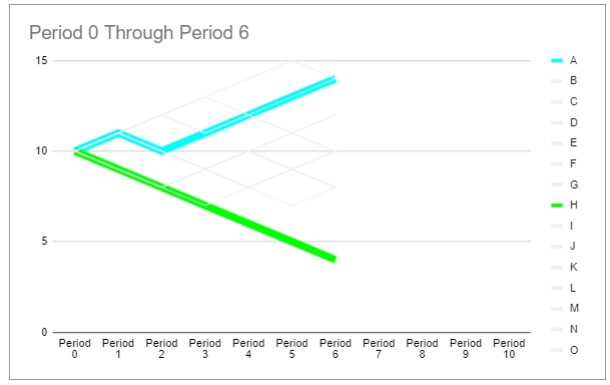 Period 0 Through Period 6
15
10
5
0
Period 0
Period 1
Period 2
Period 3
Period 4
Period 5
Period 6
Period 7
Period 8
Period 9
Period 10
A
B
C
D
E
F
G
H
I
J
K
L
M
N
O